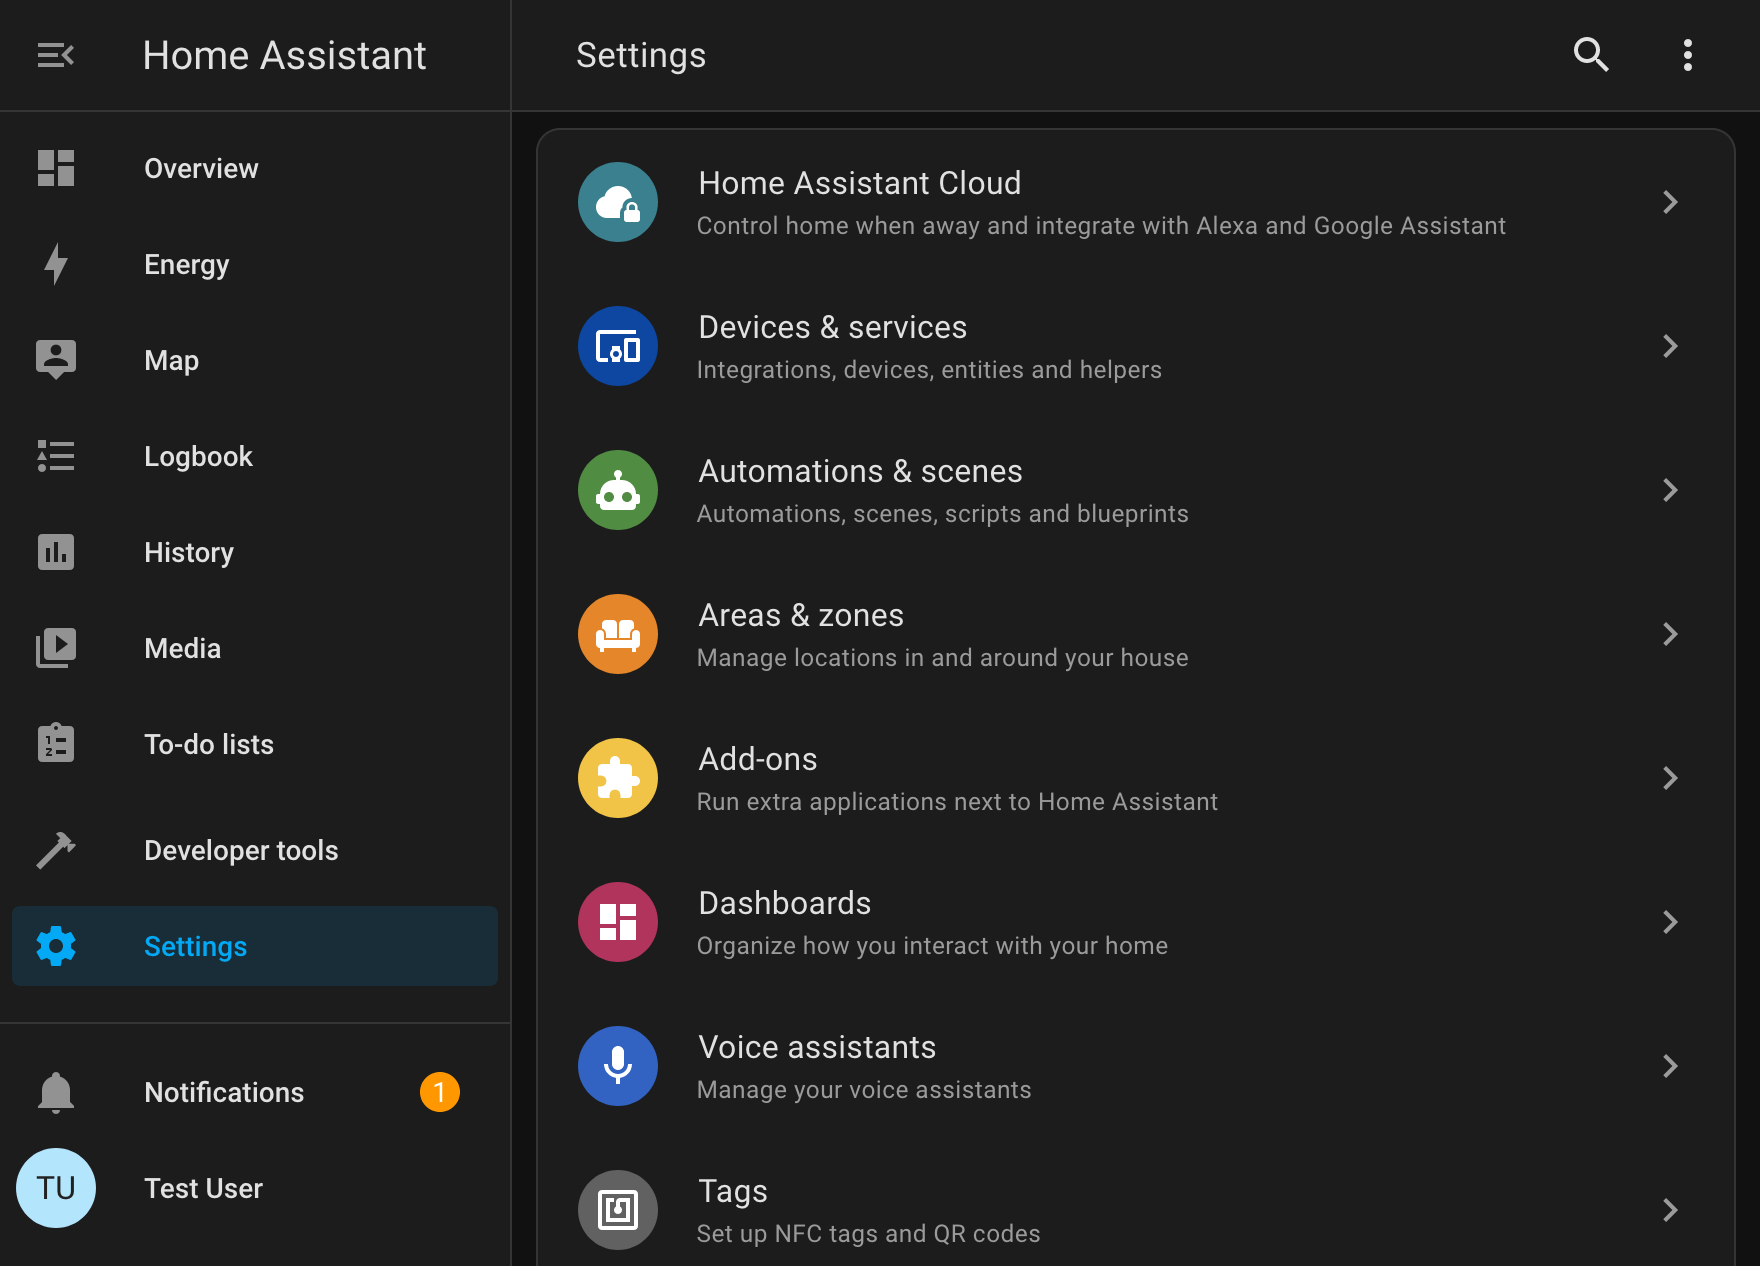 Home Assistant
Settings
Overview
Energy
Map
Logbook
History
Media
To-do lists
Developer tools
Settings
Notifications
1
TU
Test User
Home Assistant Cloud
Control home when away and integrate with Alexa and Google Assistant
Devices & services
Integrations, devices, entities and helpers
Automations & scenes
Automations, scenes, scripts and blueprints
Areas & zones
Manage locations in and around your house
Add-ons
Run extra applications next to Home Assistant
Dashboards
Organize how you interact with your home
Voice assistants
Manage your voice assistants
Tags
Set up NFC tags and QR codes